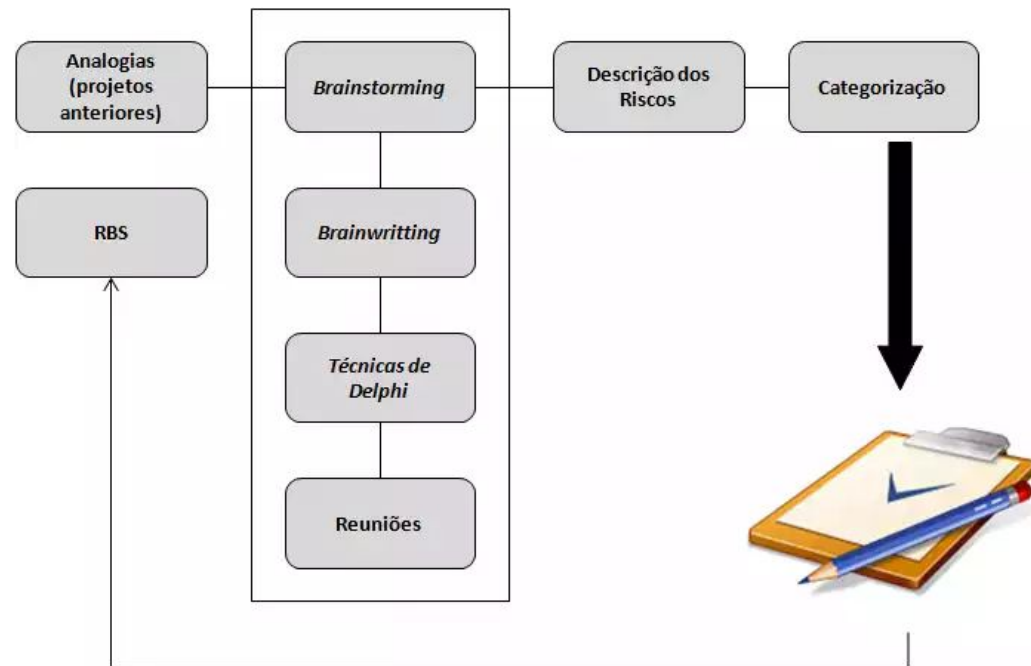 Analogias
(projetos
anteriores)
Brainstorming
Descrição dos
Riscos
Categorização
RBS
Brainwritting
Técnicas de
Delphi
Reuniões